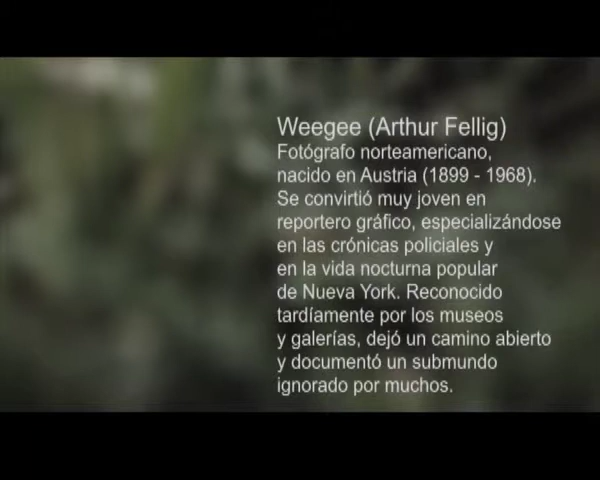 Weegee (Arthur Fellig)
Fotógrafo norteamericano,
nacido en Austria (1899 - 1968).
Se convirtió muy joven en
reportero gráfico, especializándose
en las crónicas policiales y
en la vida nocturna popular
de Nueva York. Reconocido
tardíamente por los museos
y galerías, dejó un camino abierto
y documentó un submundo
ignorado por muchos.